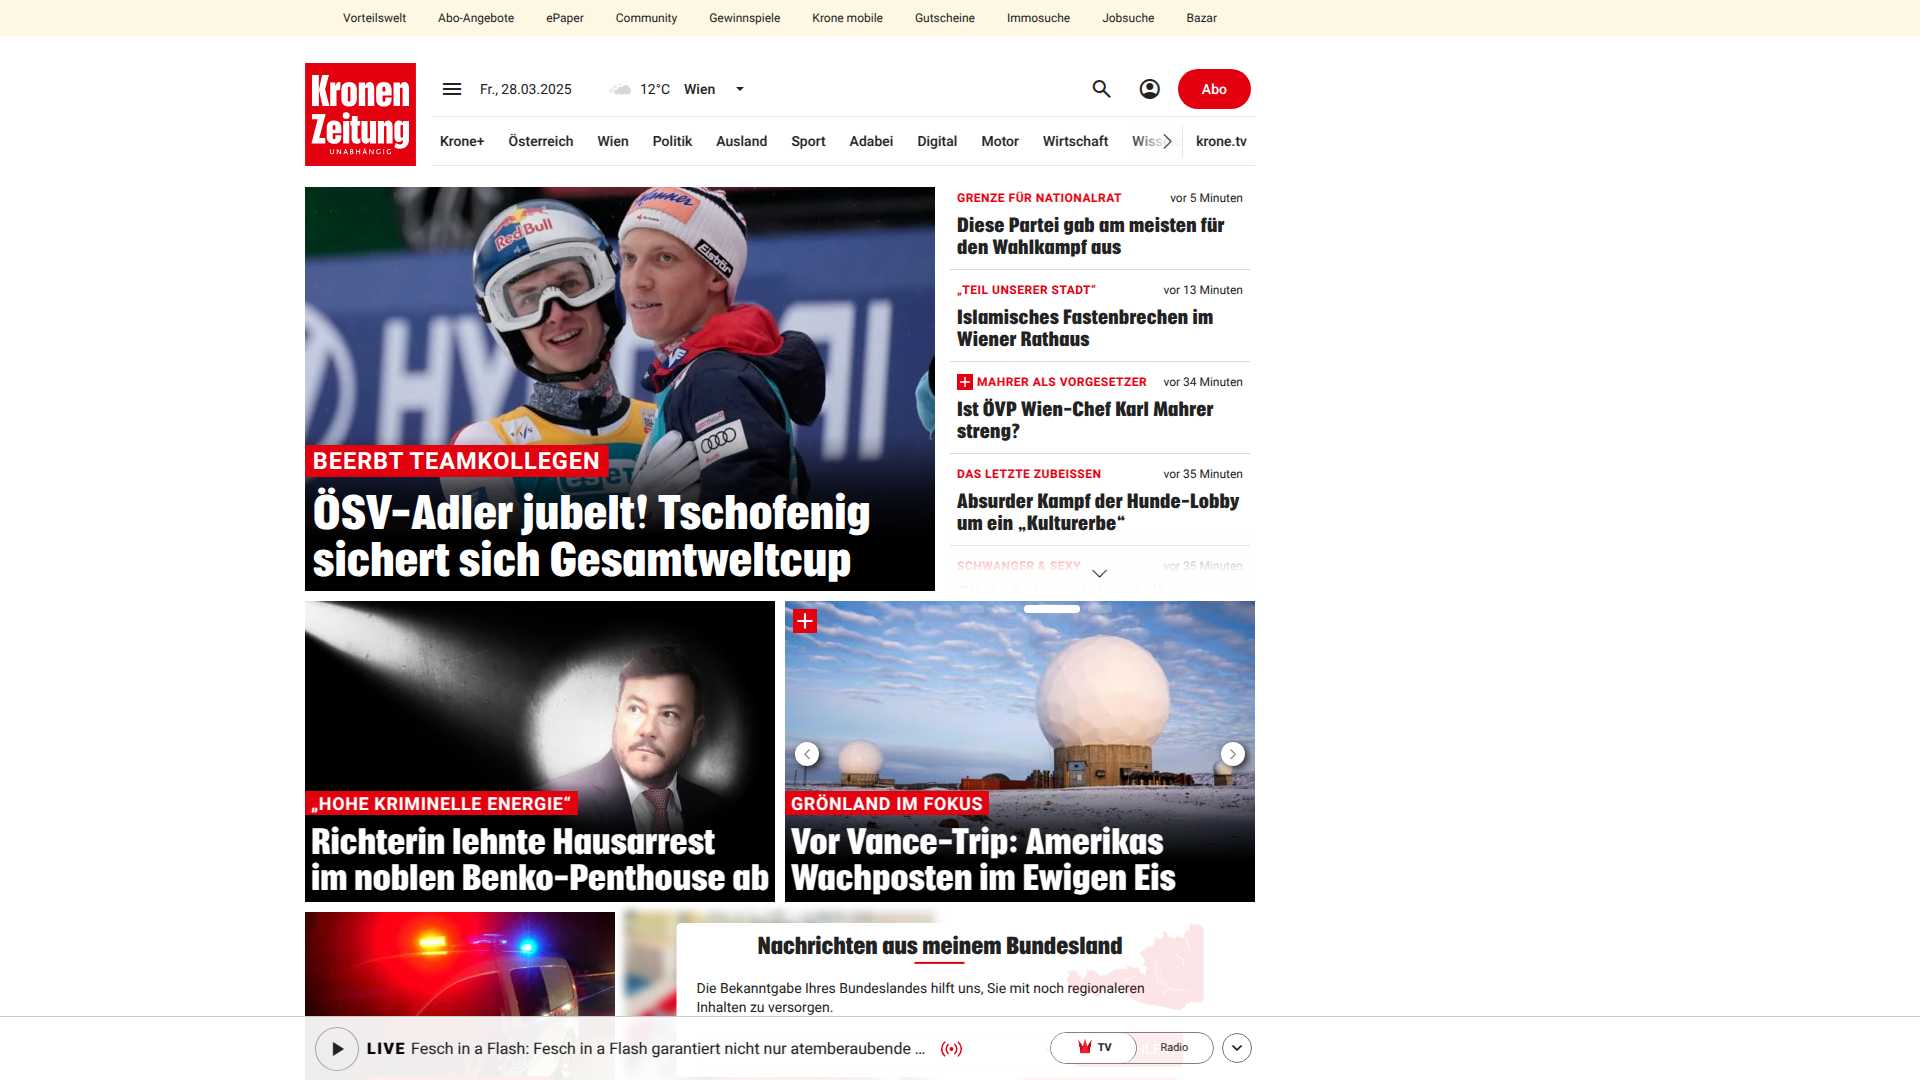 Vorteilswelt Abo-Angebote ePaper Community Gewinnspiele Krone mobile Gutscheine Immosuche Jobsuche Bazar
Kronen
Zeitung
UNABHÄNGIG
Fr., 28.03.2025 12°C Wien
Abo
Krone+ Österreich Wien Politik Ausland Sport Adabei Digital Motor Wirtschaft Wiss krone.tv
Manner
Red Bull
Eisbär
HY AI
Audi
ESET
BEERBT TEAMKOLLEGEN
ÖSV-Adler jubelt! Tschofenig
sichert sich Gesamtweltcup
GRENZE FÜR NATIONALRAT vor 5 Minuten
Diese Partei gab am meisten für
den Wahlkampf aus
„TEIL UNSERER STADT“ vor 13 Minuten
Islamisches Fastenbrechen im
Wiener Rathaus
MAHRER ALS VORGESETZER vor 34 Minuten
Ist ÖVP Wien-Chef Karl Mahrer
streng?
DAS LETZTE ZUBEISSEN vor 35 Minuten
Absurder Kampf der Hunde-Lobby
um ein „Kulturerbe“
SCHWANGER & SEXY vor 35 Minuten
„HOHE KRIMINELLE ENERGIE“
Richterin lehnte Hausarrest
im noblen Benko-Penthouse ab
GRÖNLAND IM FOKUS
Vor Vance-Trip: Amerikas
Wachposten im Ewigen Eis
Nachrichten aus meinem Bundesland
Die Bekanntgabe Ihres Bundeslandes hilft uns, Sie mit noch regionaleren
Inhalten zu versorgen.
LIVE Fesch in a Flash: Fesch in a Flash garantiert nicht nur atemberaubende ...
TV Radio